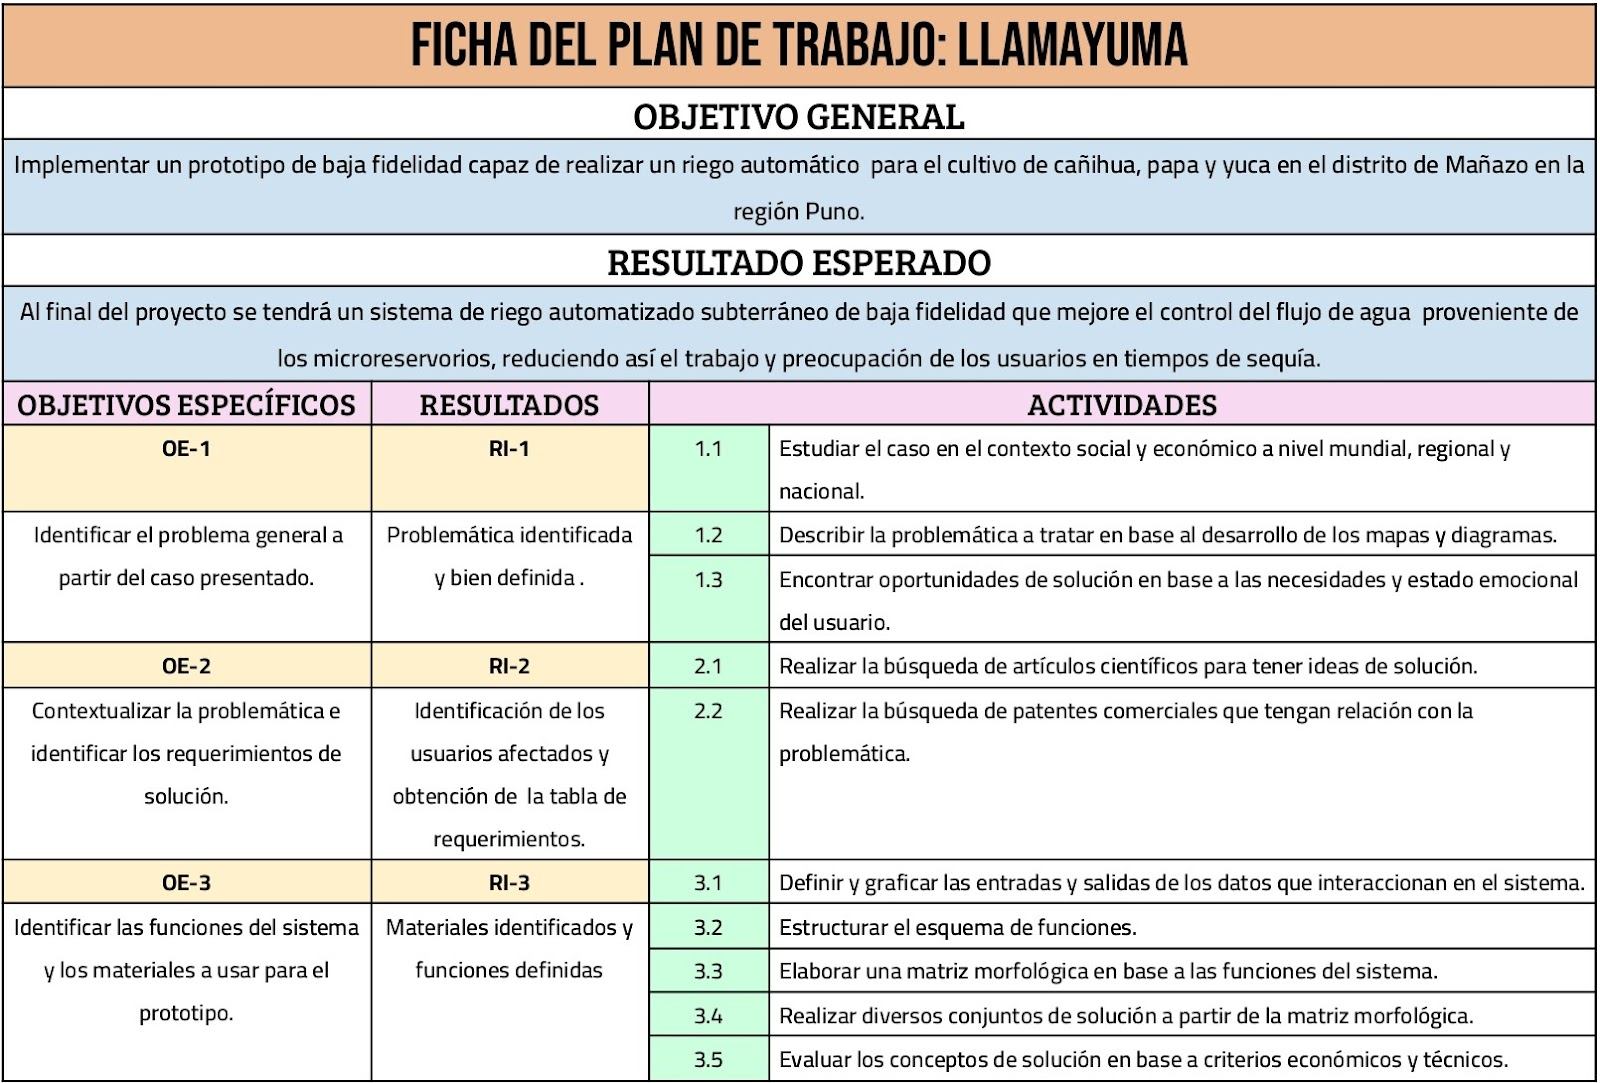 FICHA DEL PLAN DE TRABAJO: LLAMAYUMA
OBJETIVO GENERAL
Implementar un prototipo de baja fidelidad capaz de realizar un riego automático para el cultivo de cañihua, papa y yuca en el distrito de Mañazo en la
región Puno.
RESULTADO ESPERADO
Al final del proyecto se tendrá un sistema de riego automatizado subterráneo de baja fidelidad que mejore el control del flujo de agua proveniente de
los microreservorios, reduciendo así el trabajo y preocupación de los usuarios en tiempos de sequía.
OBJETIVOS ESPECÍFICOS
RESULTADOS
ACTIVIDADES
OE-1
RI-1
1.1
Estudiar el caso en el contexto social y económico a nivel mundial, regional y
nacional.
Identificar el problema general a
partir del caso presentado.
Problemática identificada
y bien definida .
1.2
Describir la problemática a tratar en base al desarrollo de los mapas y diagramas.
1.3
Encontrar oportunidades de solución en base a las necesidades y estado emocional
del usuario.
OE-2
RI-2
2.1
Realizar la búsqueda de artículos científicos para tener ideas de solución.
Contextualizar la problemática e
identificar los requerimientos de
solución.
Identificación de los
usuarios afectados y
obtención de la tabla de
requerimientos.
2.2
Realizar la búsqueda de patentes comerciales que tengan relación con la
problemática.
OE-3
RI-3
3.1
Definir y graficar las entradas y salidas de los datos que interaccionan en el sistema.
Identificar las funciones del sistema
y los materiales a usar para el
prototipo.
Materiales identificados y
funciones definidas
3.2
Estructurar el esquema de funciones.
3.3
Elaborar una matriz morfológica en base a las funciones del sistema.
3.4
Realizar diversos conjuntos de solución a partir de la matriz morfológica.
3.5
Evaluar los conceptos de solución en base a criterios económicos y técnicos.